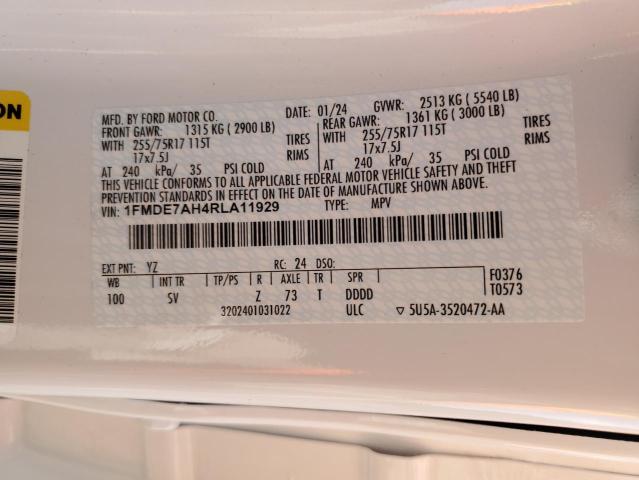 ON
MFD. BY FORD MOTOR CO.
DATE: 01/24 GVWR: 2513 KG ( 5540 LB)
FRONT GAWR: 1315 KG ( 2900 LB) REAR GAWR: 1361 KG ( 3000 LB)
WITH 255/75R17 115T TIRES WITH 255/75R17 115T TIRES
17x7.5J RIMS 17x7.5J RIMS
AT 240 kPa/ 35 PSI COLD AT 240 kPa/ 35 PSI COLD
THIS VEHICLE CONFORMS TO ALL APPLICABLE FEDERAL MOTOR VEHICLE SAFETY AND THEFT
PREVENTION STANDARDS IN EFFECT ON THE DATE OF MANUFACTURE SHOWN ABOVE.
VIN: 1FMDE7AH4RLA11929 TYPE: MPV
EXT PNT: YZ RC: 24 DSO:
WB INT TR TP/PS R AXLE TR SPR F0376
100 SV Z 73 T DDDD T0573
3202401031022 ULC ▽ 5U5A-3520472-AA